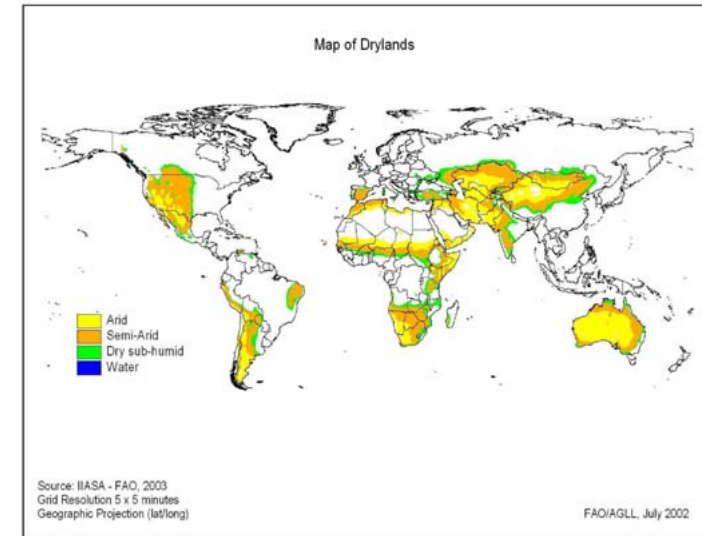 Map of Drylands
Arid
Semi-Arid
Dry sub-humid
Water
Source: IIASA - FAO, 2003
Grid Resolution 5 x 5 minutes
Geographic Projection (lat/long)
FAO/AGLL, July 2002